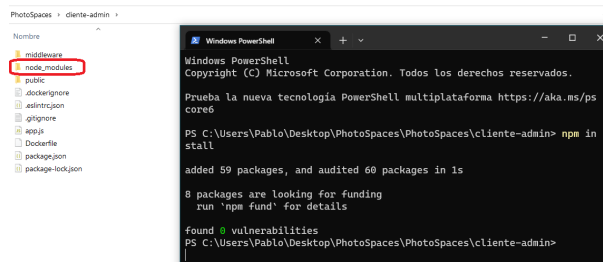 PhotoSpaces > cliente-admin >
Nombre
middleware
node_modules
public
.dockerignore
.eslintrc.json
.gitignore
app.js
Dockerfile
package.json
package-lock.json
Windows PowerShell
Windows PowerShell
Copyright (C) Microsoft Corporation. Todos los derechos reservados.
Prueba la nueva tecnología PowerShell multiplataforma https://aka.ms/ps
core6
PS C:\Users\Pablo\Desktop\PhotoSpaces\PhotoSpaces\cliente-admin> npm in
stall
added 59 packages, and audited 60 packages in 1s
8 packages are looking for funding
run `npm fund` for details
found 0 vulnerabilities
PS C:\Users\Pablo\Desktop\PhotoSpaces\PhotoSpaces\cliente-admin>